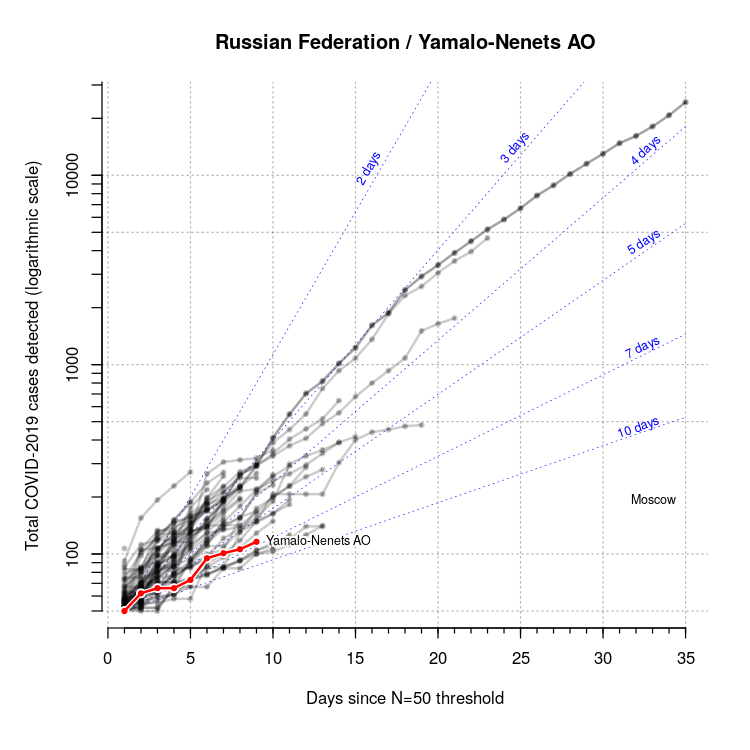 Russian Federation / Yamalo-Nenets AO
Total COVID-2019 cases detected (logarithmic scale)
10000
1000
100
2 days
3 days
4 days
5 days
7 days
10 days
Moscow
Yamalo-Nenets AO
0 5 10 15 20 25 30 35
Days since N=50 threshold